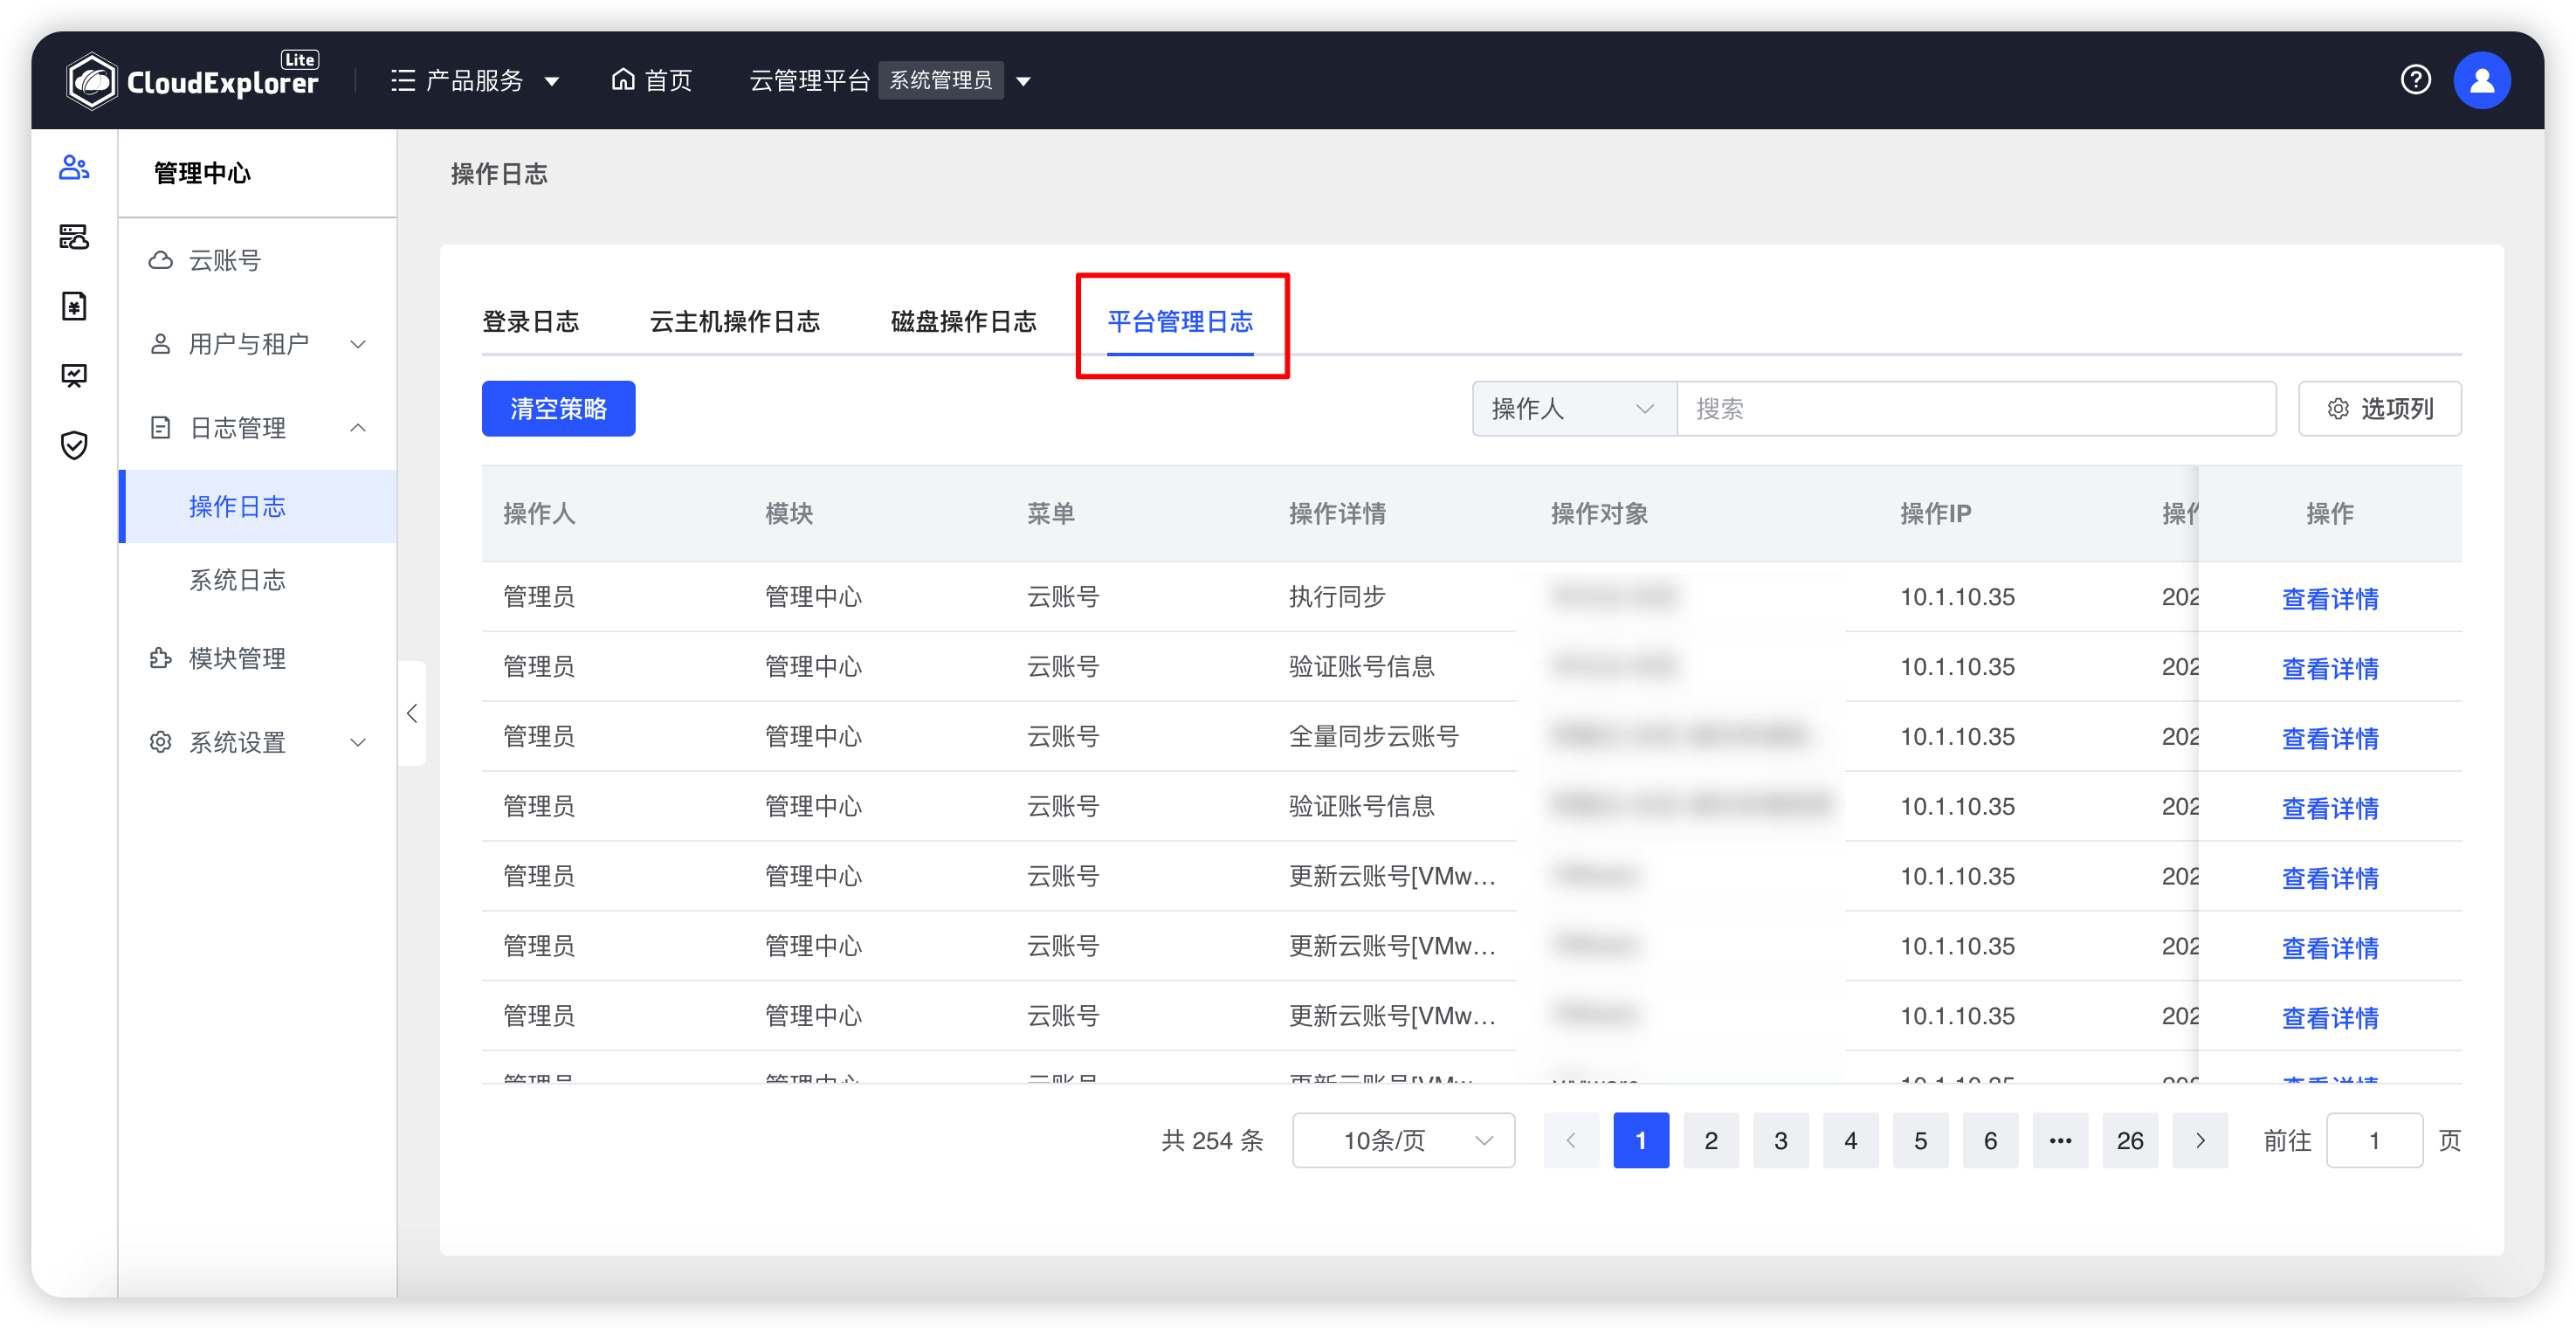 CloudExplorer Lite 产品服务 首页 云管理平台 系统管理员
管理中心
云账号
用户与租户
日志管理
操作日志
系统日志
模块管理
系统设置
操作日志
登录日志 云主机操作日志 磁盘操作日志 平台管理日志
清空策略 操作人 搜索 选项列
操作人 模块 菜单 操作详情 操作对象 操作IP 操作 操作
管理员 管理中心 云账号 执行同步 10.1.10.35 202 查看详情
管理员 管理中心 云账号 验证账号信息 10.1.10.35 202 查看详情
管理员 管理中心 云账号 全量同步云账号 10.1.10.35 202 查看详情
管理员 管理中心 云账号 验证账号信息 10.1.10.35 202 查看详情
管理员 管理中心 云账号 更新云账号[VMw... 10.1.10.35 202 查看详情
管理员 管理中心 云账号 更新云账号[VMw... 10.1.10.35 202 查看详情
管理员 管理中心 云账号 更新云账号[VMw... 10.1.10.35 202 查看详情
管理员 管理中心 云账号 更新云账号[VMw... VMware 10.1.10.35 202 查看详情
共 254 条 10条/页 1 2 3 4 5 6 ••• 26 前往 1 页